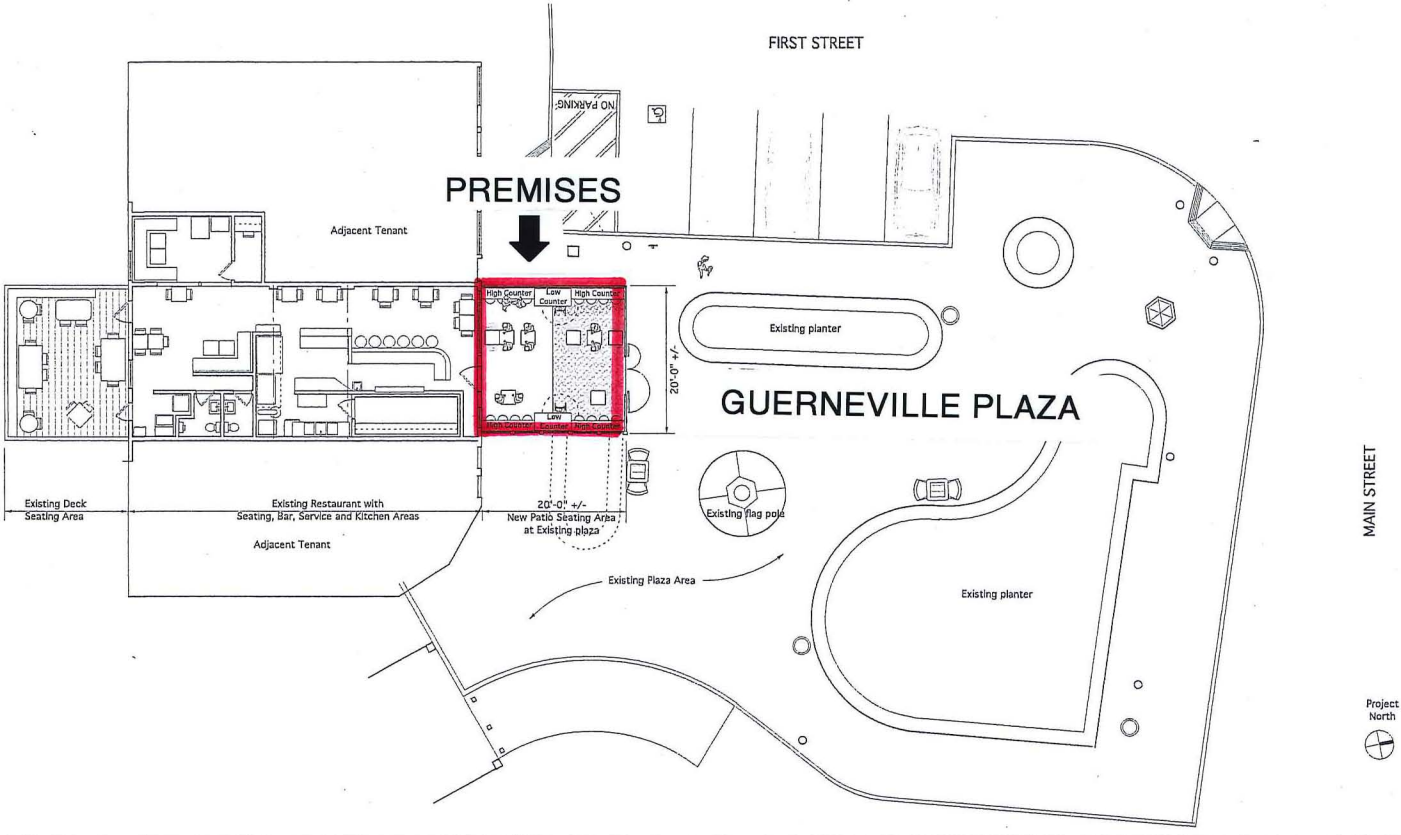 FIRST STREET
NO PARKING
PREMISES
Adjacent Tenant
High Counter
Low
Counter
High Counter
Existing planter
20'-0" +/-
GUERNEVILLE PLAZA
High Counter
Low
Counter
High Counter
MAIN STREET
Existing Deck
Seating Area
Existing Restaurant with
Seating, Bar, Service and Kitchen Areas
20'-0" +/-
New Patio Seating Area
at Existing plaza
Existing flag pole
Adjacent Tenant
Existing Plaza Area
Existing planter
Project
North